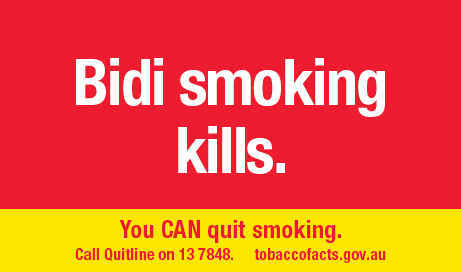 Bidi smoking
kills.
You CAN quit smoking.
Call Quitline on 13 7848. tobaccofacts.gov.au